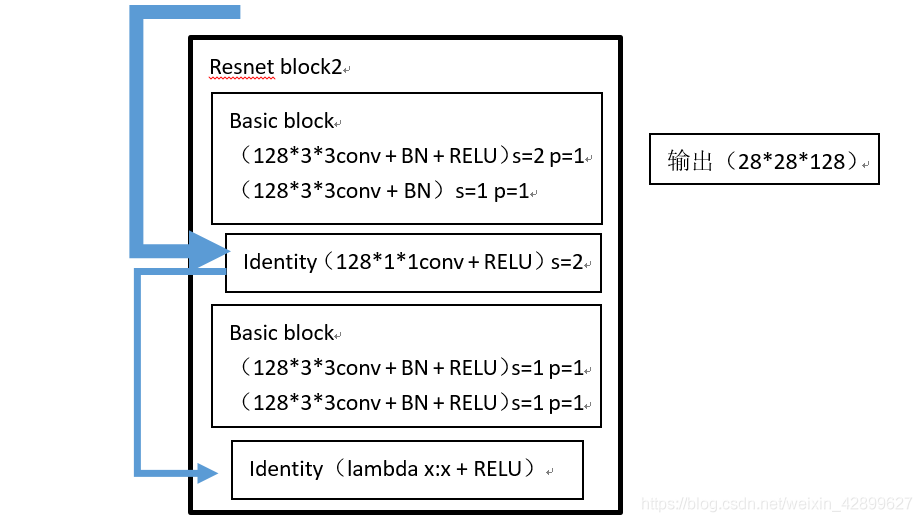 Resnet block2
Basic block
（128*3*3conv + BN + RELU）s=2 p=1
（128*3*3conv + BN）s=1 p=1
Identity（128*1*1conv + RELU）s=2
Basic block
（128*3*3conv + BN + RELU）s=1 p=1
（128*3*3conv + BN + RELU）s=1 p=1
Identity（lambda x:x + RELU）
输出（28*28*128）
https://blog.csdn.net/weixin_42899627